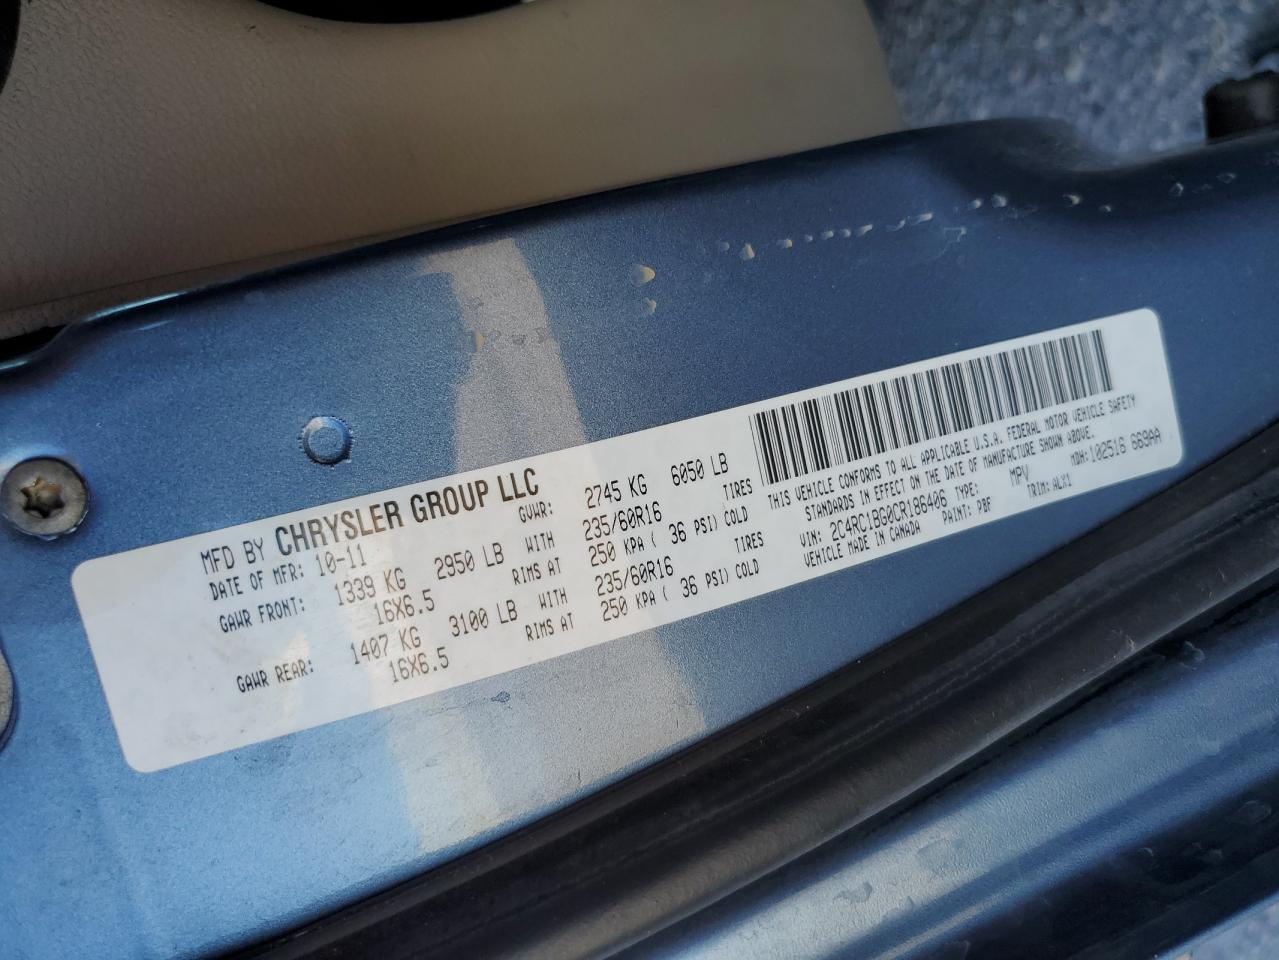 MFD BY CHRYSLER GROUP LLC
DATE OF MFR: 10-11 GVWR: 2745 KG 6050 LB
GAWR FRONT: 1339 KG 2950 LB WITH 235/60R16 TIRES
16X6.5 RIMS AT 250 KPA ( 36 PSI) COLD
GAWR REAR: 1407 KG 3100 LB WITH 235/60R16 TIRES
16X6.5 RIMS AT 250 KPA ( 36 PSI) COLD
THIS VEHICLE CONFORMS TO ALL APPLICABLE U.S.A. FEDERAL MOTOR VEHICLE SAFETY
STANDARDS IN EFFECT ON THE DATE OF MANUFACTURE SHOWN ABOVE.
VIN: 2C4RC1BG0CR186406 TYPE: MPV MDH: 102516 669AA
VEHICLE MADE IN CANADA PAINT: PBF TRIM: ALX1